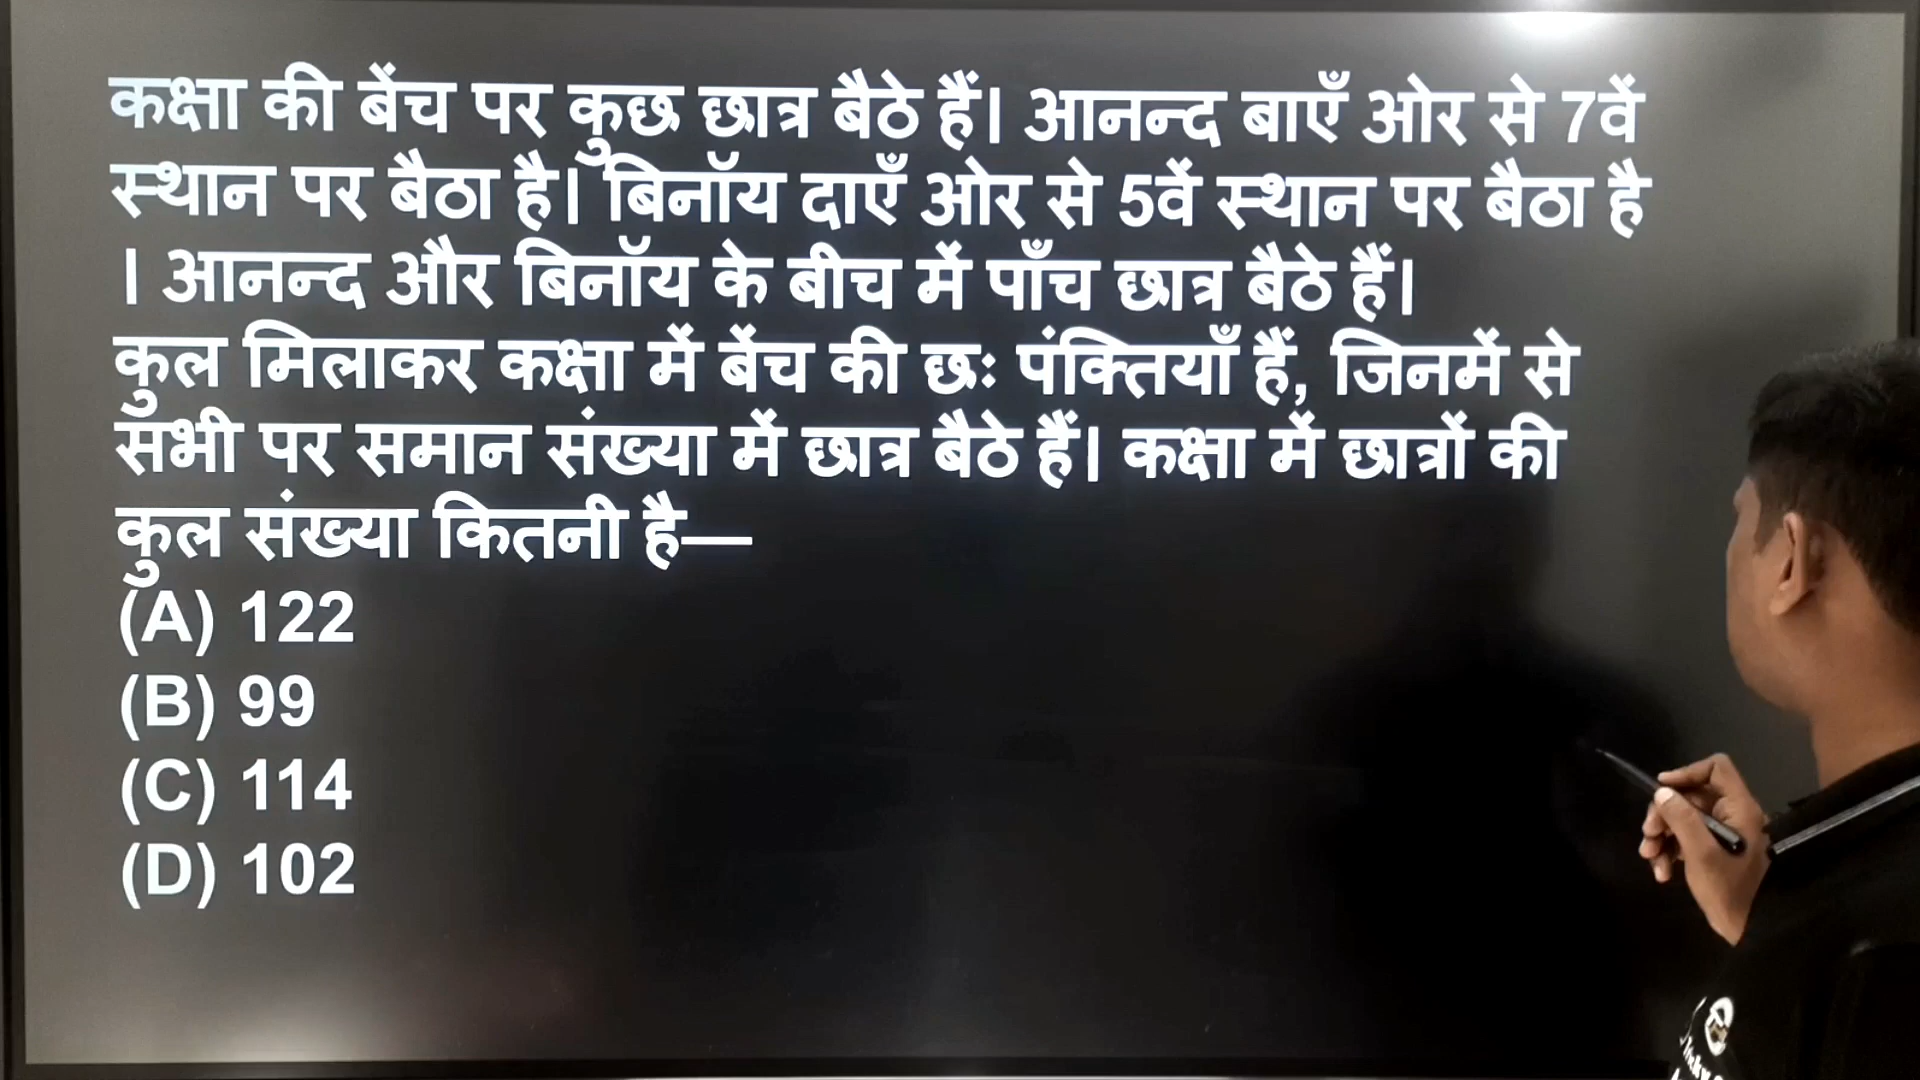 कक्षा की बेंच पर कुछ छात्र बैठे हैं। आनन्द बाएँ ओर से 7वें
स्थान पर बैठा है। बिनॉय दाएँ ओर से 5वें स्थान पर बैठा है
। आनन्द और बिनॉय के बीच में पाँच छात्र बैठे हैं।
कुल मिलाकर कक्षा में बेंच की छः पंक्तियाँ हैं, जिनमें से
सभी पर समान संख्या में छात्र बैठे हैं। कक्षा में छात्रों की
कुल संख्या कितनी है—
(A) 122
(B) 99
(C) 114
(D) 102